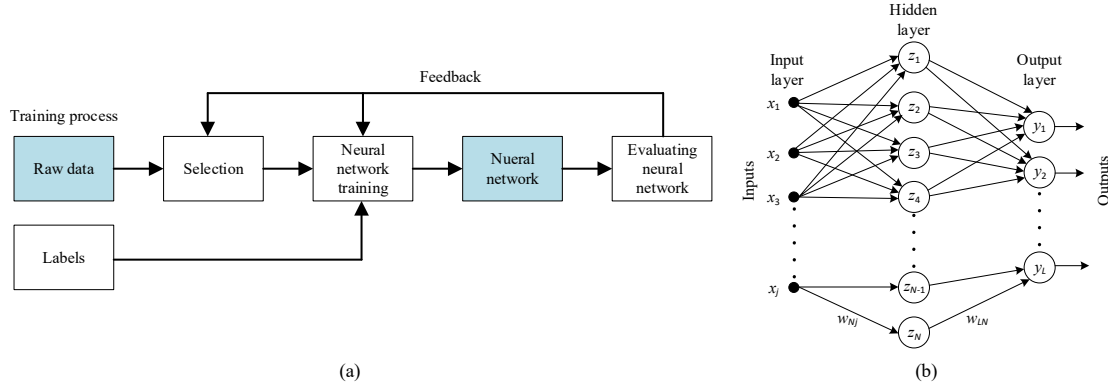 Feedback
Training process
Raw data
Selection
Neural
network
training
Nueral
network
Evaluating
neural
network
Labels
(a)
Hidden
layer
Input
layer
Output
layer
Inputs
x1
x2
x3
xj
z1
z2
z3
z4
zN-1
zN
y1
y2
yL
wNj
wLN
Outputs
(b)